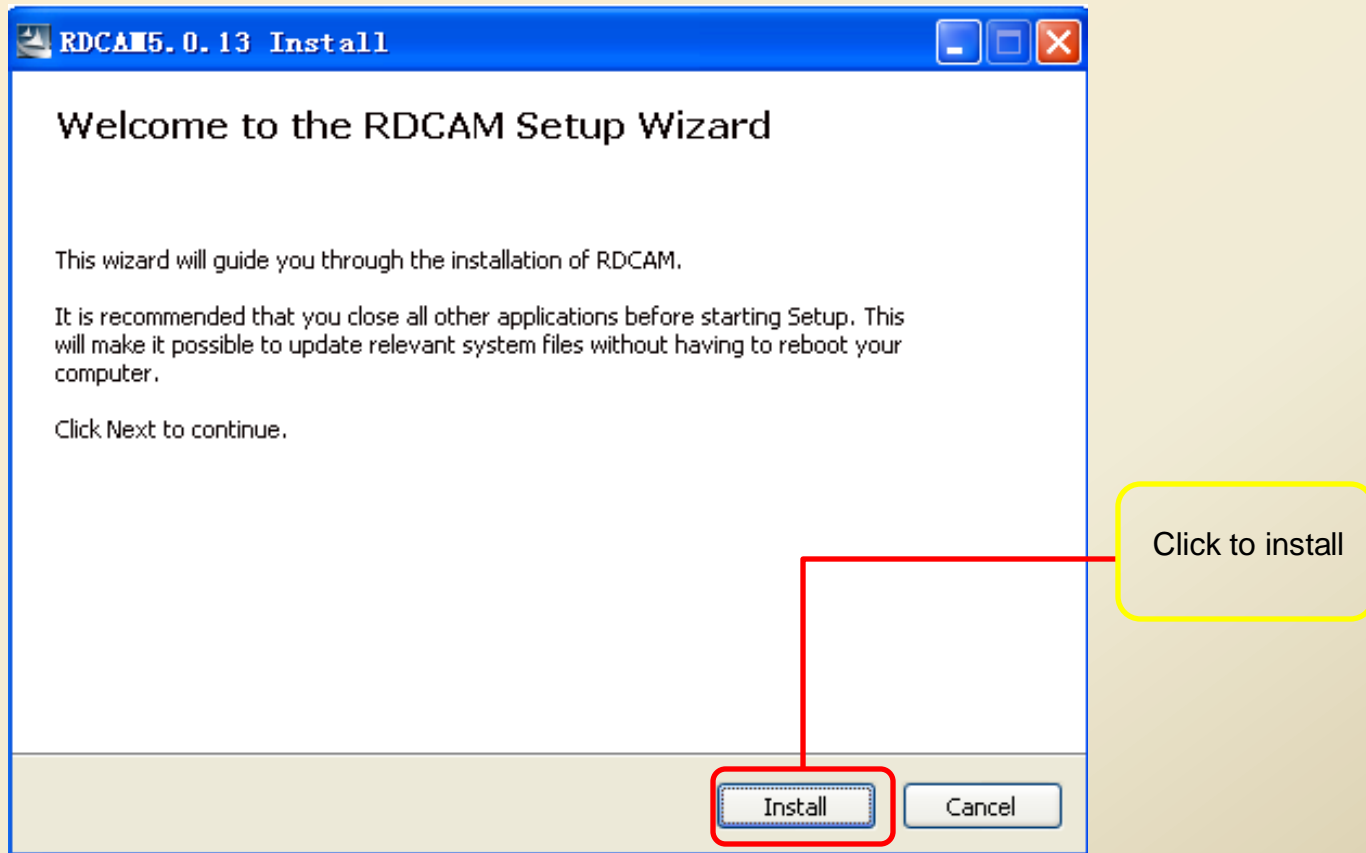 RDCAM5.0.13 Install
Welcome to the RDCAM Setup Wizard
This wizard will guide you through the installation of RDCAM.
It is recommended that you close all other applications before starting Setup. This
will make it possible to update relevant system files without having to reboot your
computer.
Click Next to continue.
Click to install
Install
Cancel